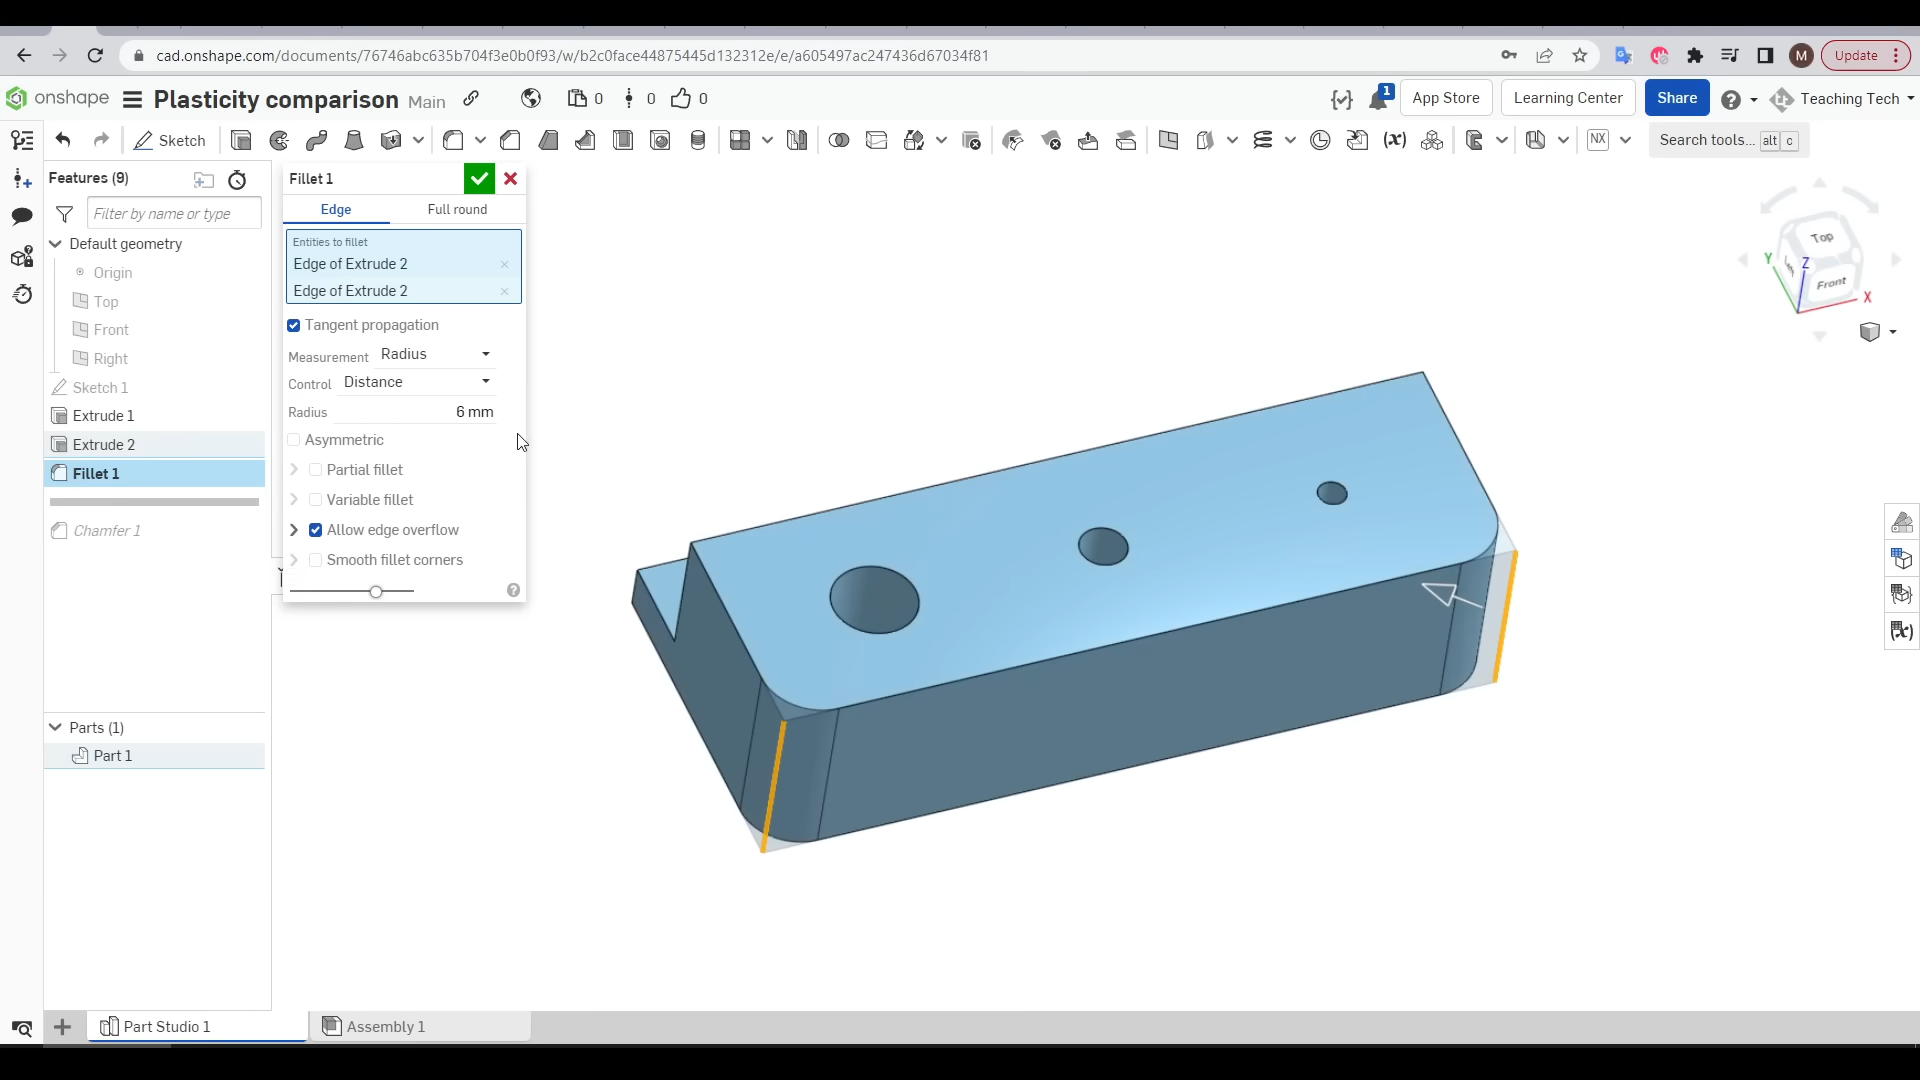 cad.onshape.com/documents/76746abc635b704f3e0b0f93/w/b2c0face44875445d132312e/e/a605497ac247436d67034f81
M
Update
onshape Plasticity comparison Main
0
0
0
1
App Store
Learning Center
Share
Teaching Tech
Sketch
(x)
NX
Search tools... alt c
Features (9)
Filter by name or type
Default geometry
Origin
Top
Front
Right
Sketch 1
Extrude 1
Extrude 2
Fillet 1
Chamfer 1
Parts (1)
Part 1
Fillet 1
Edge
Full round
Entities to fillet
Edge of Extrude 2
Edge of Extrude 2
Tangent propagation
Measurement Radius
Control Distance
Radius 6 mm
Asymmetric
Partial fillet
Variable fillet
Allow edge overflow
Smooth fillet corners
Top
Front
Y
Z
X
(x)
Part Studio 1
Assembly 1